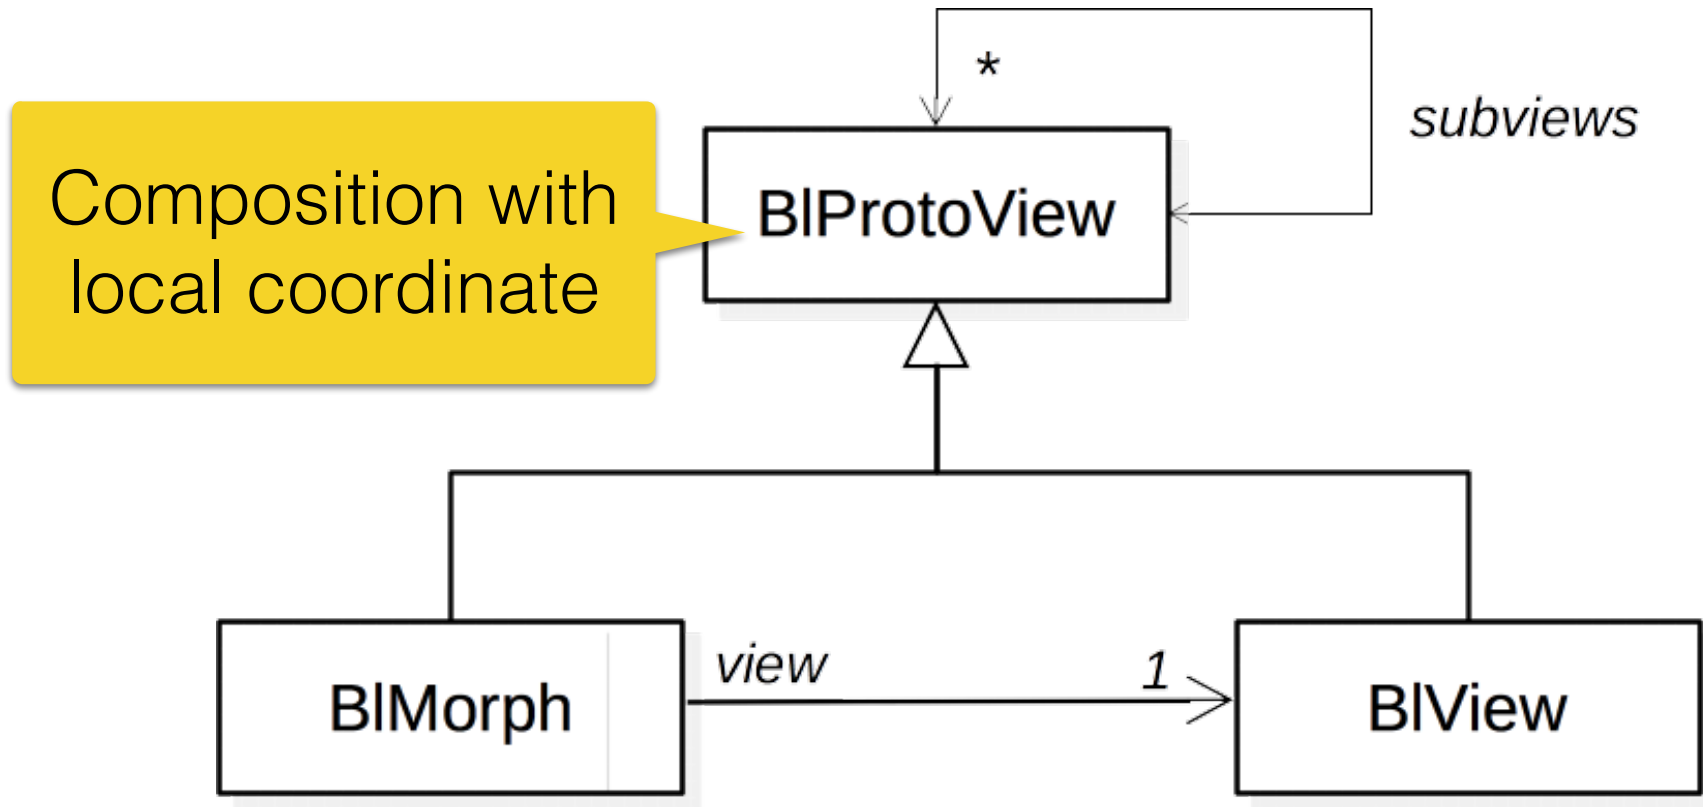 *
subviews
Composition with
local coordinate
BlProtoView
view
1
BlMorph
BlView